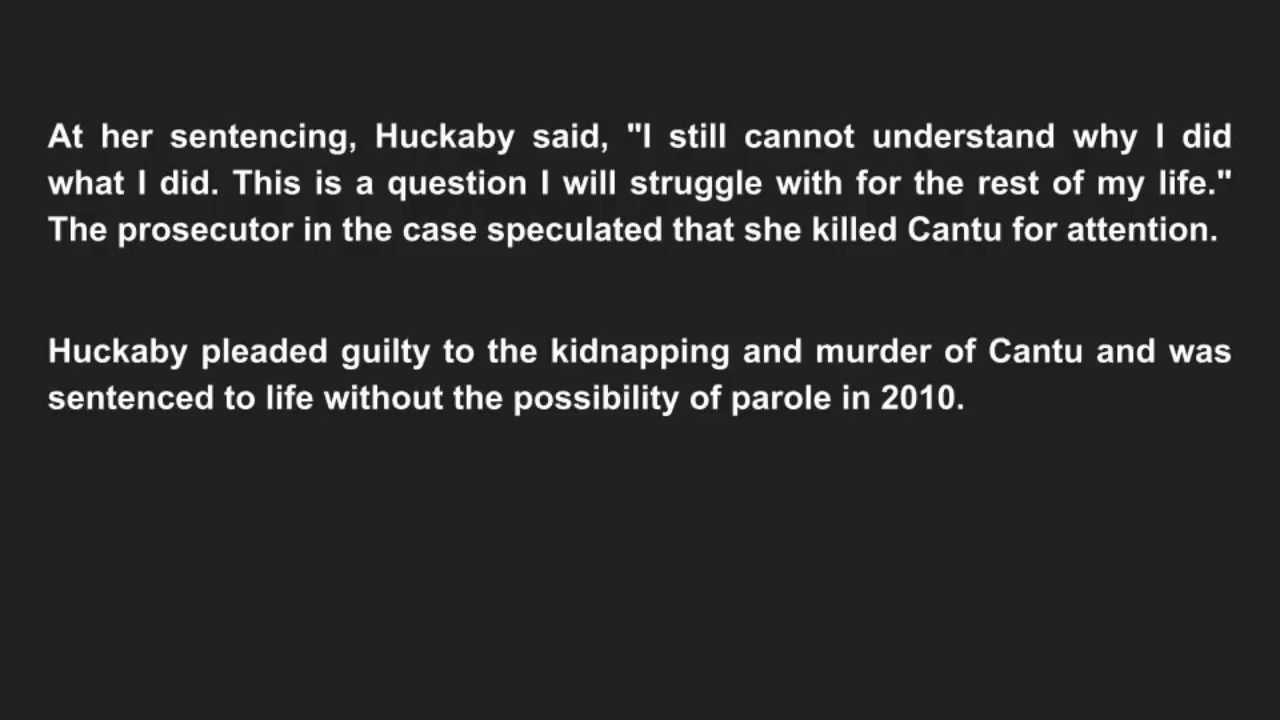 At her sentencing, Huckaby said, "I still cannot understand why I did
what I did. This is a question I will struggle with for the rest of my life."
The prosecutor in the case speculated that she killed Cantu for attention.
Huckaby pleaded guilty to the kidnapping and murder of Cantu and was
sentenced to life without the possibility of parole in 2010.